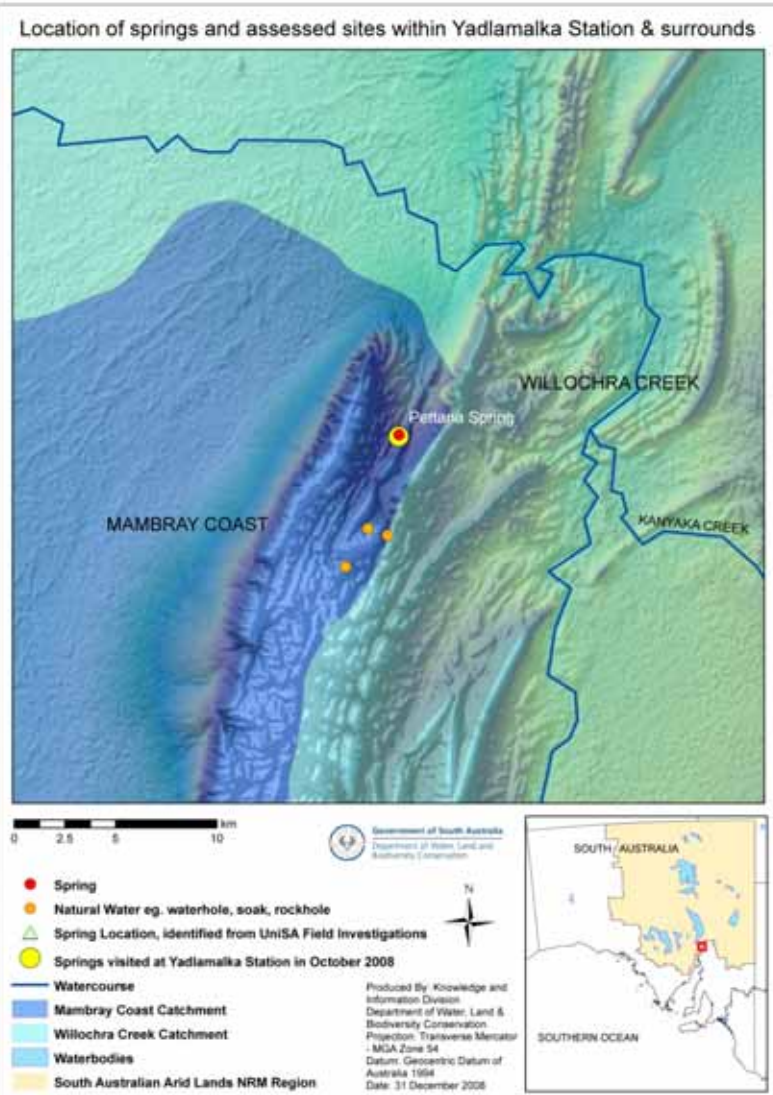 Location of springs and assessed sites within Yadlamalka Station & surrounds
WILLOCHRA CREEK
Pettana Spring
MAMBRAY COAST
KANYAKA CREEK
km
0 2.5 5 10
Government of South Australia
Department of Water, Land and
Biodiversity Conservation
N
Spring
Natural Water eg. waterhole, soak, rockhole
Spring Location, identified from UniSA Field Investigations
Springs visited at Yadlamalka Station in October 2008
Watercourse
Mambray Coast Catchment
Willochra Creek Catchment
Waterbodies
South Australian Arid Lands NRM Region
Produced By: Knowledge and
Information Division
Department of Water, Land &
Biodiversity Conservation
Projection: Transverse Mercator
- MGA Zone 54
Datum: Geocentric Datum of
Australia 1994
Date: 31 December 2008
SOUTH AUSTRALIA
SOUTHERN OCEAN